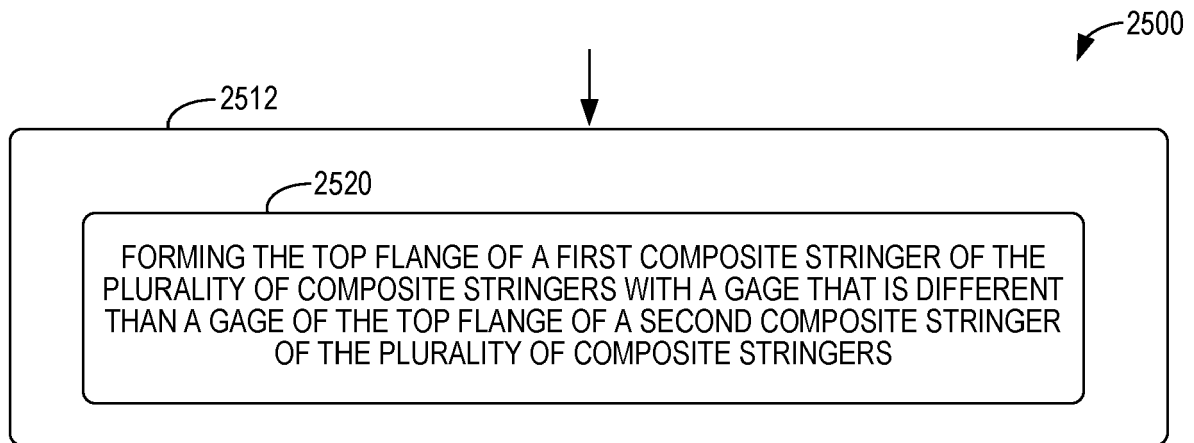 2500
2512
2520
FORMING THE TOP FLANGE OF A FIRST COMPOSITE STRINGER OF THE
PLURALITY OF COMPOSITE STRINGERS WITH A GAGE THAT IS DIFFERENT
THAN A GAGE OF THE TOP FLANGE OF A SECOND COMPOSITE STRINGER
OF THE PLURALITY OF COMPOSITE STRINGERS